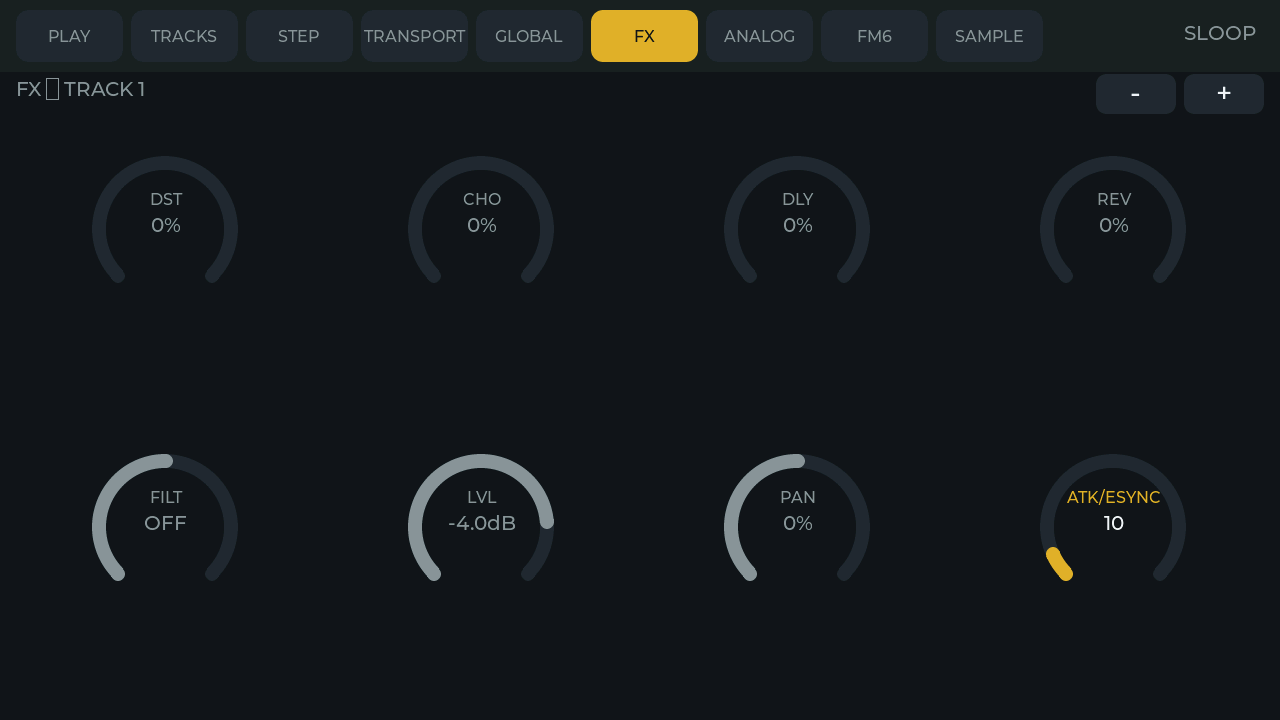 PLAY TRACKS STEP TRANSPORT GLOBAL FX ANALOG FM6 SAMPLE SLOOP
FX □ TRACK 1 - +
DST CHO DLY REV
0% 0% 0% 0%
FILT LVL PAN ATK/ESYNC
OFF -4.0dB 0% 10